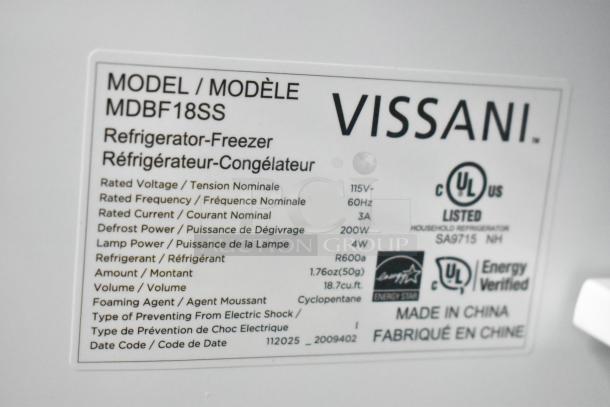 MODEL / MODÈLE
MDBF18SS
VISSANI™
Refrigerator-Freezer
Réfrigérateur-Congélateur
Rated Voltage / Tension Nominale 115V~
Rated Frequency / Fréquence Nominale 60Hz
Rated Current / Courant Nominal 3A
Defrost Power / Puissance de Dégivrage 200W
Lamp Power / Puissance de la Lampe 4W
Refrigerant / Réfrigérant R600a
Amount / Montant 1.76oz(50g)
Volume / Volume 18.7cu.ft.
Foaming Agent / Agent Moussant Cyclopentane
Type of Preventing From Electric Shock /
Type de Prévention de Choc Electrique I
Date Code / Code de Date 112025 _ 2009402
C UL US
LISTED
HOUSEHOLD REFRIGERATOR
SA9715 NH
energy
ENERGY STAR
C UL Energy
Verified
MADE IN CHINA
FABRIQUÉ EN CHINE
GROUP